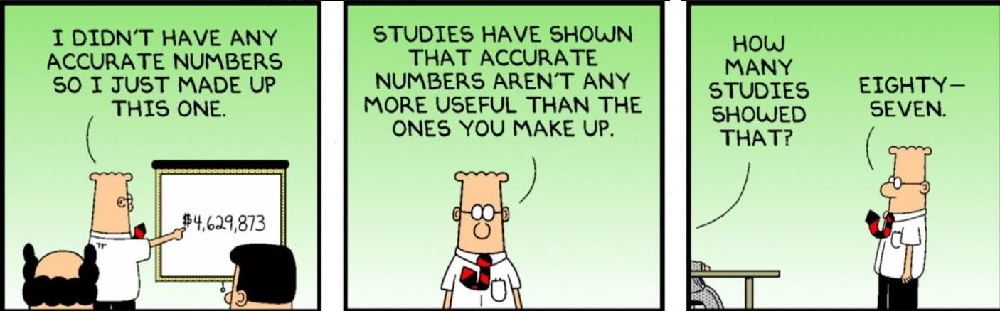 I DIDN'T HAVE ANY
ACCURATE NUMBERS
SO I JUST MADE UP
THIS ONE.
$4,629,873
STUDIES HAVE SHOWN
THAT ACCURATE
NUMBERS AREN'T ANY
MORE USEFUL THAN THE
ONES YOU MAKE UP.
HOW
MANY
STUDIES
SHOWED
THAT?
EIGHTY–
SEVEN.